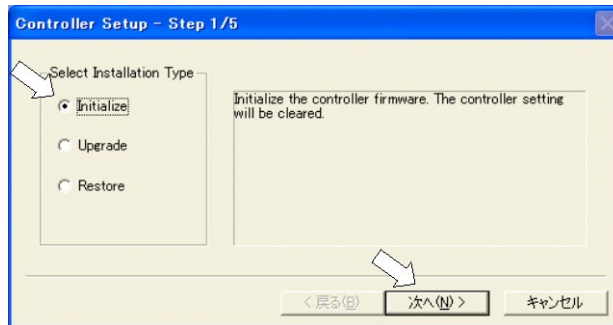 Controller Setup - Step 1/5
Select Installation Type
Initialize
Upgrade
Restore
Initialize the controller firmware. The controller setting
will be cleared.
< 戻る(B)
次へ(N) >
キャンセル